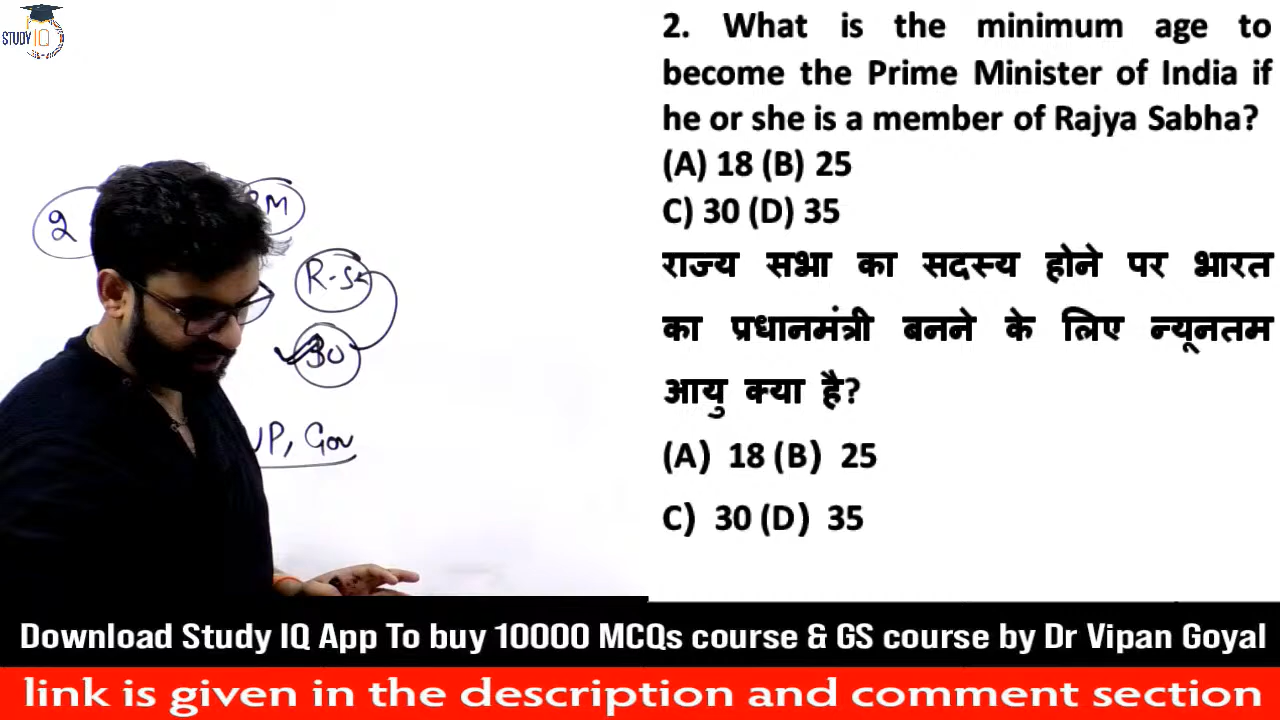 STUDY IQ
2. What is the minimum age to
become the Prime Minister of India if
he or she is a member of Rajya Sabha?
(A) 18 (B) 25
C) 30 (D) 35
राज्य सभा का सदस्य होने पर भारत
का प्रधानमंत्री बनने के लिए न्यूनतम
आयु क्या है?
(A) 18 (B) 25
C) 30 (D) 35
2
R-S
30
Gov
Download Study IQ App To buy 10000 MCQs course & GS course by Dr Vipan Goyal
link is given in the description and comment section